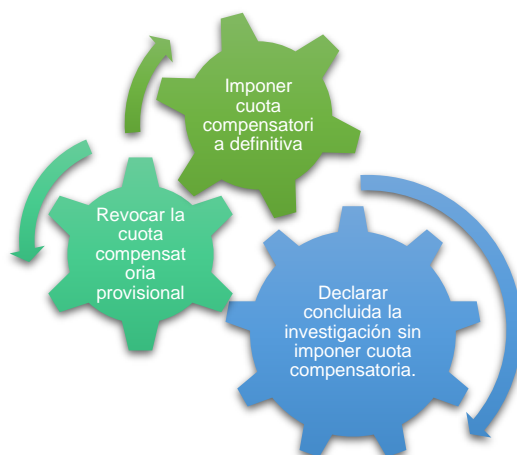 Imponer
cuota
compensatori
a definitiva
Revocar la
cuota
compensat
oria
provisional
Declarar
concluida la
investigación sin
imponer cuota
compensatoria.